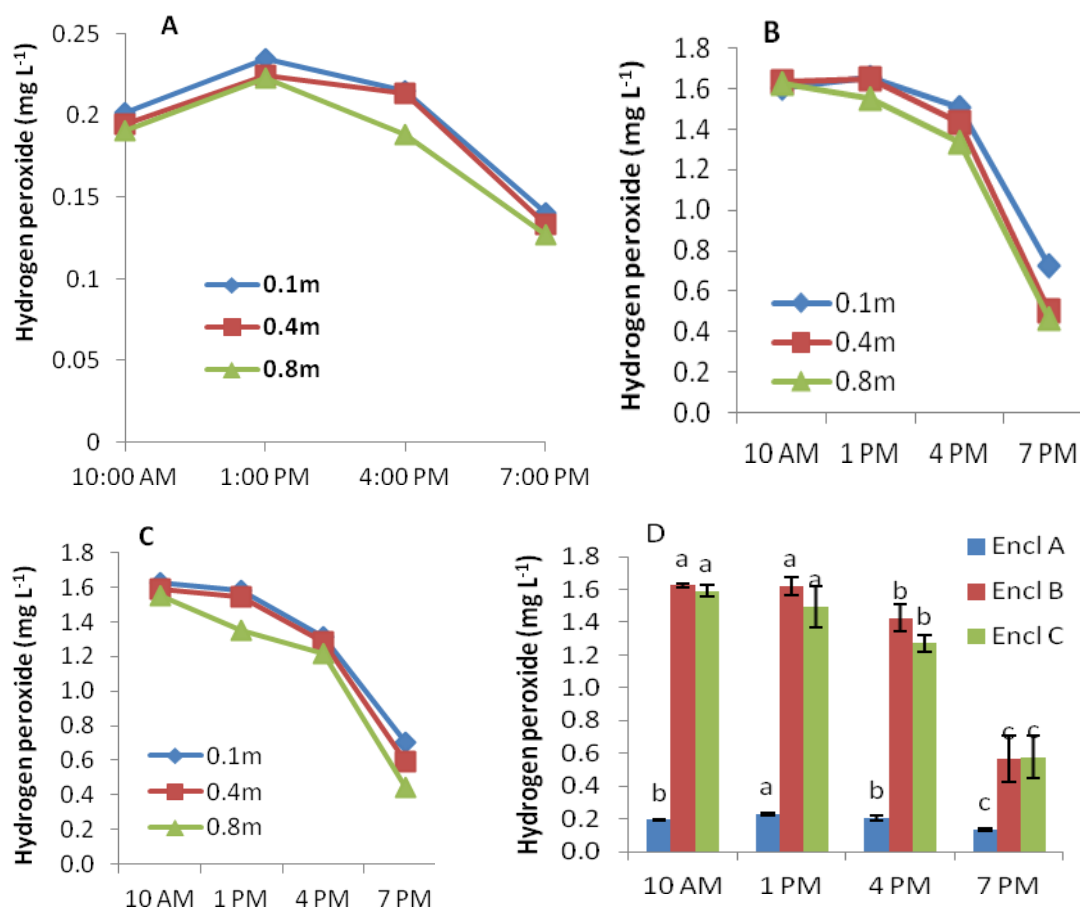 A
Hydrogen peroxide (mg L-1)
0.25
0.2
0.15
0.1
0.05
0
0.1m
0.4m
0.8m
10:00 AM 1:00 PM 4:00 PM 7:00 PM
B
Hydrogen peroxide (mg L-1)
1.8
1.6
1.4
1.2
1.0
0.8
0.6
0.4
0.2
0.0
0.1m
0.4m
0.8m
10 AM 1 PM 4 PM 7 PM
C
Hydrogen peroxide (mg L-1)
1.8
1.6
1.4
1.2
1.0
0.8
0.6
0.4
0.2
0.0
0.1m
0.4m
0.8m
10 AM 1 PM 4 PM 7 PM
D
Hydrogen peroxide (mg L-1)
1.8
1.6
1.4
1.2
1.0
0.8
0.6
0.4
0.2
0.0
Encl A
Encl B
Encl C
b a a
a a a
b b b
c c c
10 AM 1 PM 4 PM 7 PM